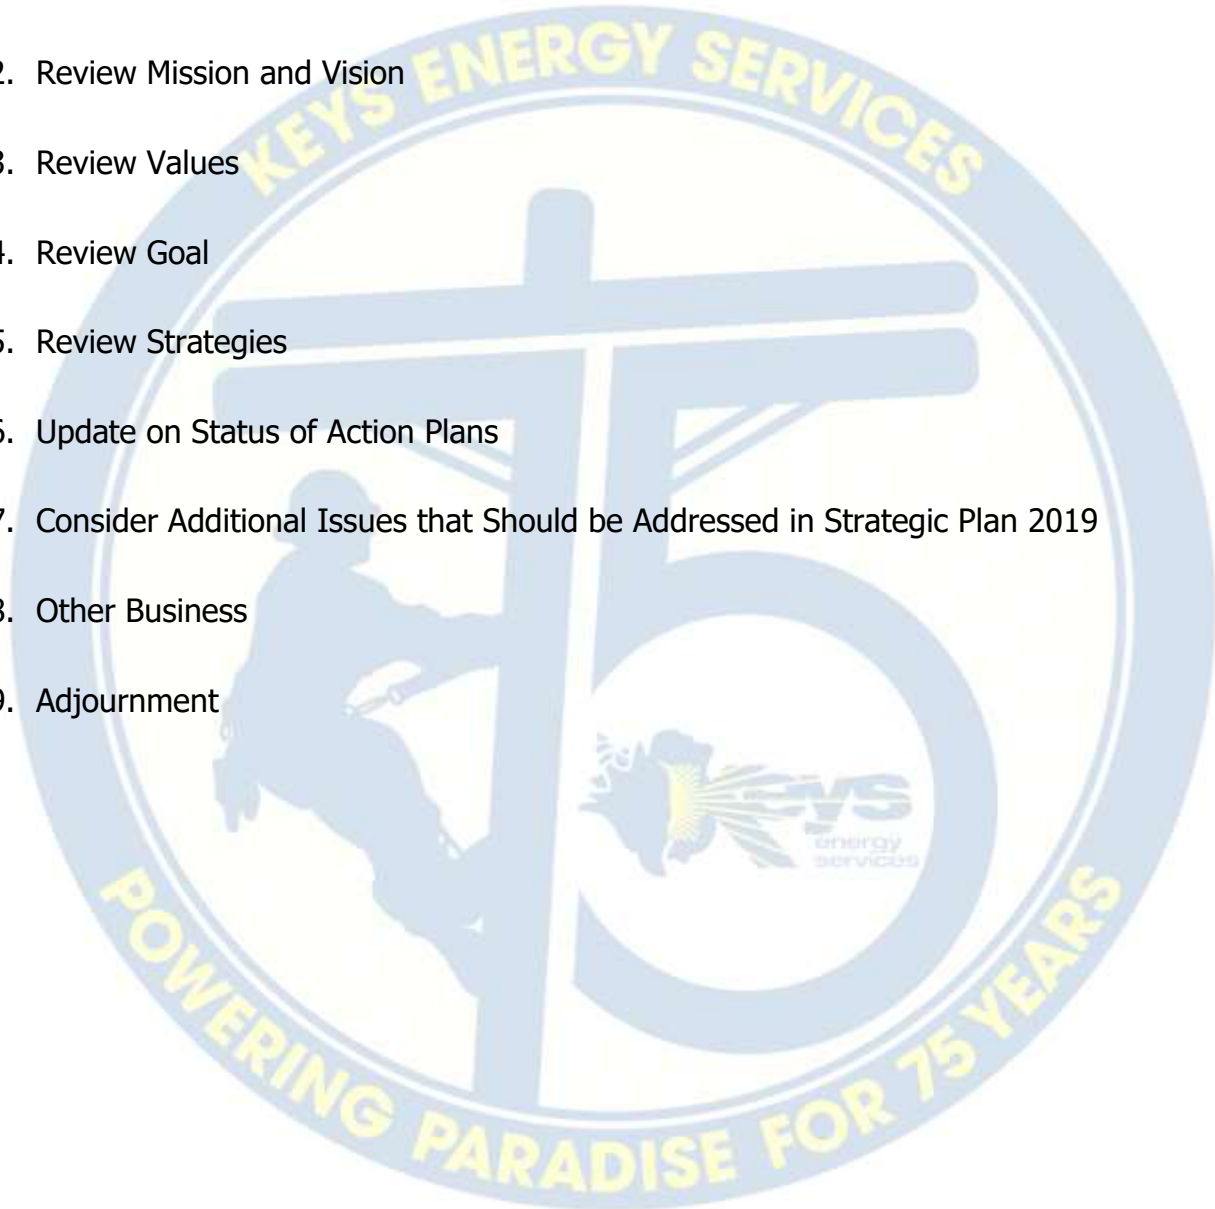 KEYS ENERGY SERVICES
2. Review Mission and Vision
3. Review Values
4. Review Goal
5. Review Strategies
6. Update on Status of Action Plans
7. Consider Additional Issues that Should be Addressed in Strategic Plan 2019
8. Other Business
9. Adjournment
75
Keys
energy
services
POWERING PARADISE FOR 75 YEARS